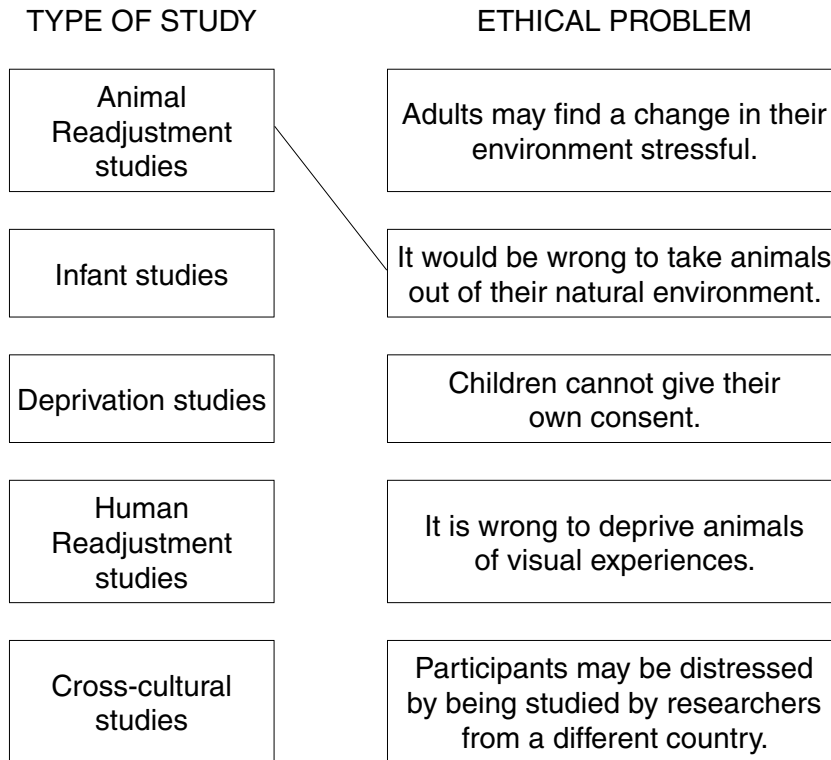 TYPE OF STUDY
ETHICAL PROBLEM
Animal
Readjustment
studies
Adults may find a change in their
environment stressful.
Infant studies
It would be wrong to take animals
out of their natural environment.
Deprivation studies
Children cannot give their
own consent.
Human
Readjustment
studies
It is wrong to deprive animals
of visual experiences.
Cross-cultural
studies
Participants may be distressed
by being studied by researchers
from a different country.